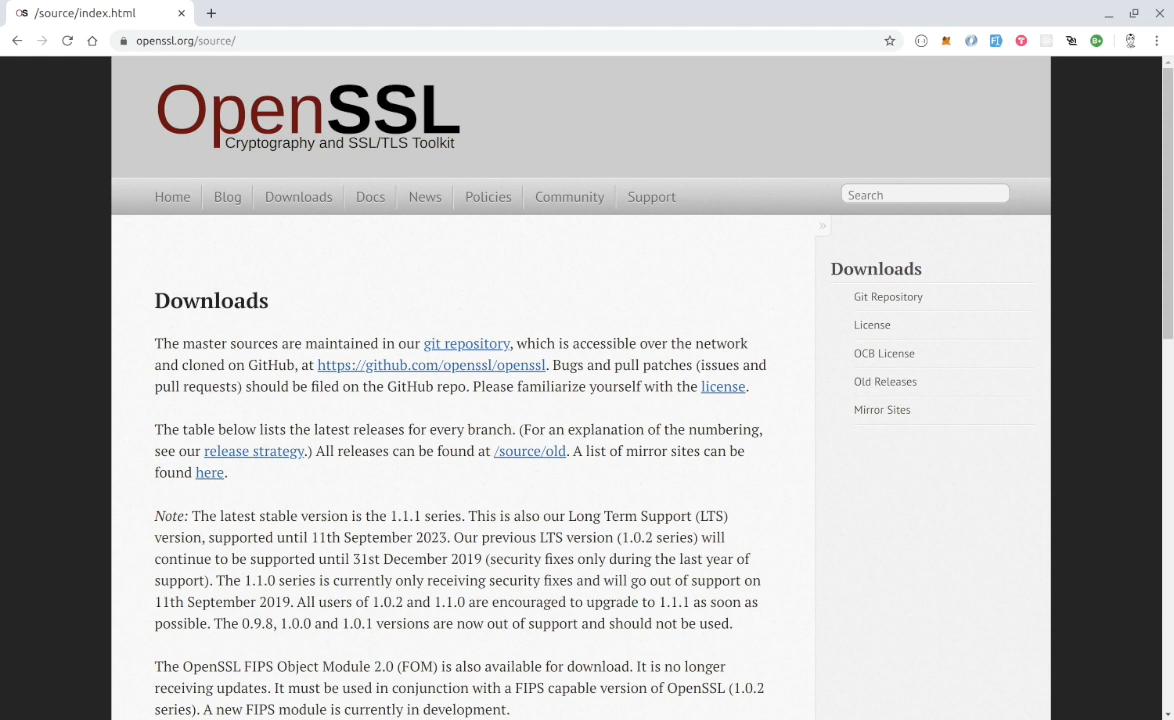 /source/index.html
openssl.org/source/
OpenSSL
Cryptography and SSL/TLS Toolkit
Home Blog Downloads Docs News Policies Community Support Search
»
Downloads
Git Repository
License
OCB License
Old Releases
Mirror Sites
Downloads
The master sources are maintained in our git repository, which is accessible over the network
and cloned on GitHub, at https://github.com/openssl/openssl. Bugs and pull patches (issues and
pull requests) should be filed on the GitHub repo. Please familiarize yourself with the license.
The table below lists the latest releases for every branch. (For an explanation of the numbering,
see our release strategy.) All releases can be found at /source/old. A list of mirror sites can be
found here.
Note: The latest stable version is the 1.1.1 series. This is also our Long Term Support (LTS)
version, supported until 11th September 2023. Our previous LTS version (1.0.2 series) will
continue to be supported until 31st December 2019 (security fixes only during the last year of
support). The 1.1.0 series is currently only receiving security fixes and will go out of support on
11th September 2019. All users of 1.0.2 and 1.1.0 are encouraged to upgrade to 1.1.1 as soon as
possible. The 0.9.8, 1.0.0 and 1.0.1 versions are now out of support and should not be used.
The OpenSSL FIPS Object Module 2.0 (FOM) is also available for download. It is no longer
receiving updates. It must be used in conjunction with a FIPS capable version of OpenSSL (1.0.2
series). A new FIPS module is currently in development.